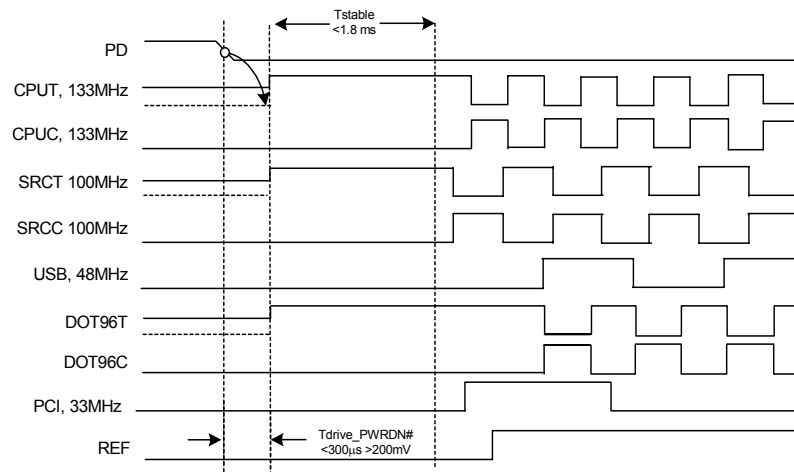 Tstable
<1.8 ms
PD
CPUT, 133MHz
CPUC, 133MHz
SRCT 100MHz
SRCC 100MHz
USB, 48MHz
DOT96T
DOT96C
PCI, 33MHz
REF
Tdrive_PWRDN#
<300µs >200mV